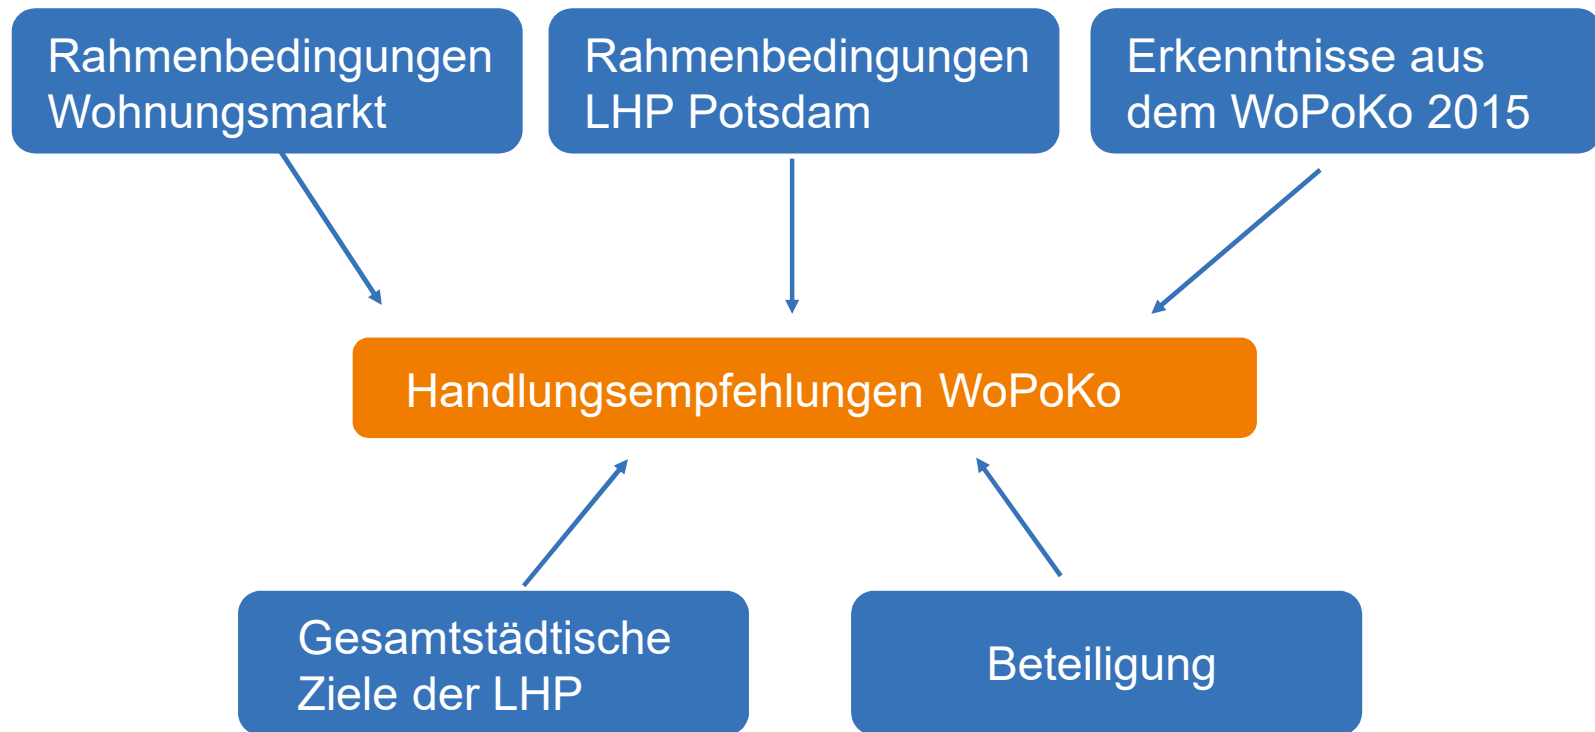 Rahmenbedingungen
Wohnungsmarkt
Rahmenbedingungen
LHP Potsdam
Erkenntnisse aus
dem WoPoKo 2015
Handlungsempfehlungen WoPoKo
Gesamtstädtische
Ziele der LHP
Beteiligung